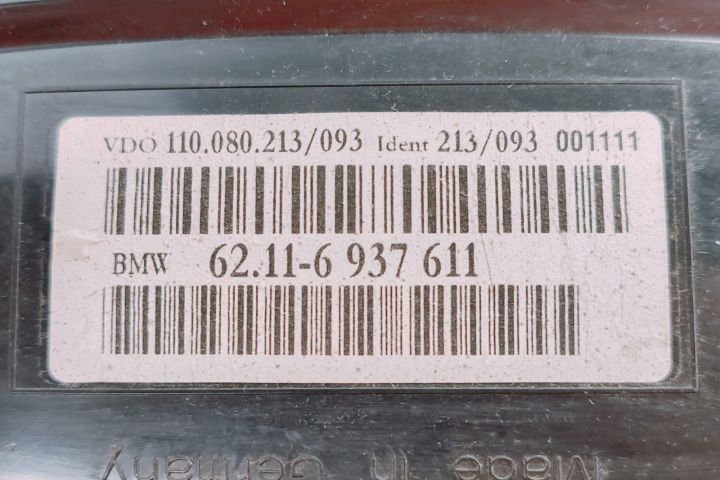 VDO 110.080.213/093 Ident 213/093 001111
BMW 62.11-6 937 611
Made in Germany